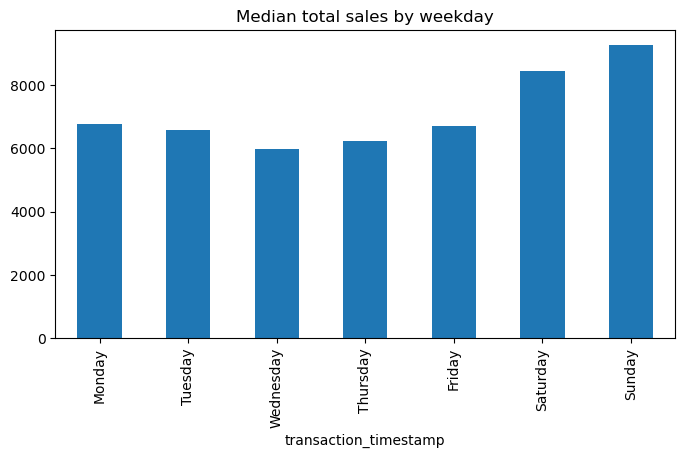 Median total sales by weekday
8000
6000
4000
2000
0
Monday
Tuesday
Wednesday
Thursday
Friday
Saturday
Sunday
transaction_timestamp